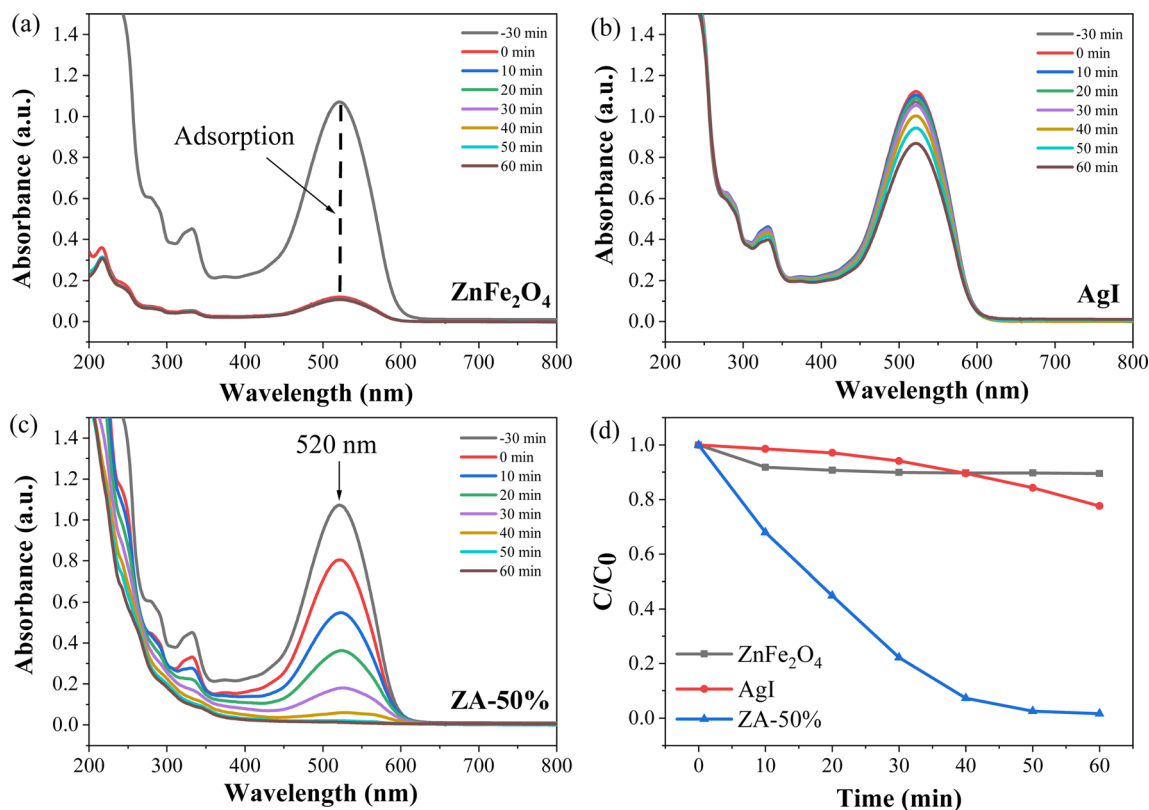 (a)
1.4
1.2
1.0
0.8
0.6
0.4
0.2
0.0
Absorbance (a.u.)
-30 min
0 min
10 min
20 min
30 min
40 min
50 min
60 min
Adsorption
ZnFe₂O₄
200 300 400 500 600 700 800
Wavelength (nm)
(b)
1.4
1.2
1.0
0.8
0.6
0.4
0.2
0.0
Absorbance (a.u.)
-30 min
0 min
10 min
20 min
30 min
40 min
50 min
60 min
AgI
200 300 400 500 600 700 800
Wavelength (nm)
(c)
1.4
1.2
1.0
0.8
0.6
0.4
0.2
0.0
Absorbance (a.u.)
520 nm
-30 min
0 min
10 min
20 min
30 min
40 min
50 min
60 min
ZA-50%
200 300 400 500 600 700 800
Wavelength (nm)
(d)
1.0
0.8
0.6
0.4
0.2
0.0
C/C₀
ZnFe₂O₄
AgI
ZA-50%
0 10 20 30 40 50 60
Time (min)